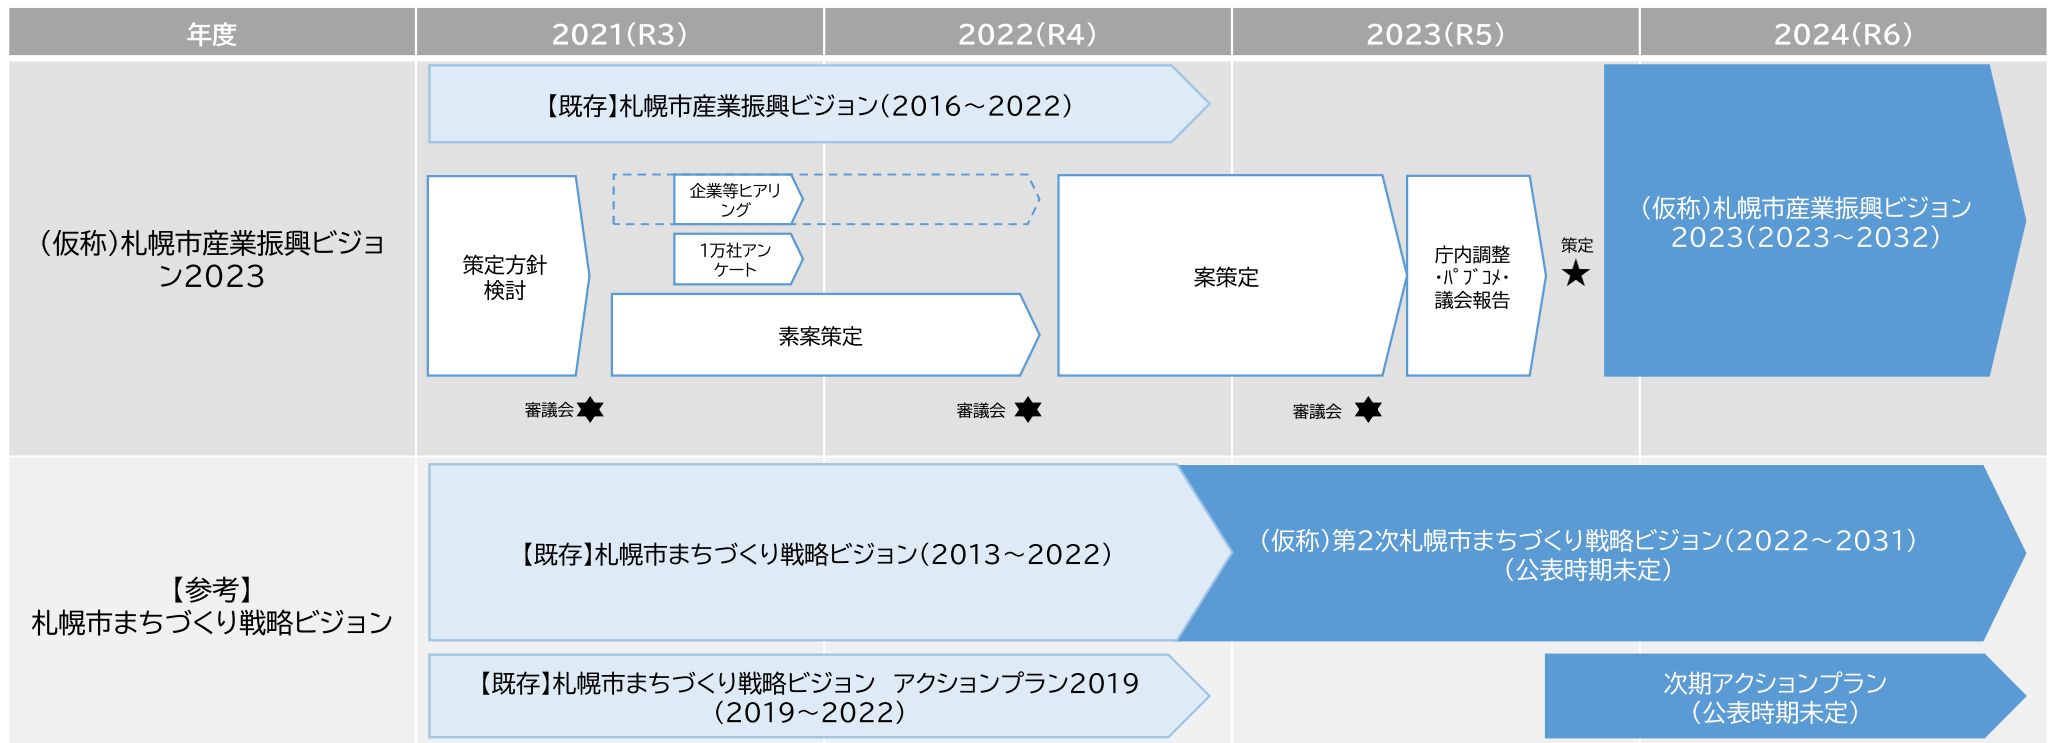 年度
2021（R3）
2022（R4）
2023（R5）
2024（R6）
（仮称）札幌市産業振興ビジョ
ン2023
【既存】札幌市産業振興ビジョン（2016～2022）
策定方針
検討
企業等ヒアリ
ング
1万社アン
ケート
素案策定
案策定
庁内調整
・ﾊﾟﾌﾞｺﾒ・
議会報告
策定
★
（仮称）札幌市産業振興ビジョン
2023（2023～2032）
審議会
審議会
審議会
【参考】
札幌市まちづくり戦略ビジョン
【既存】札幌市まちづくり戦略ビジョン（2013～2022）
（仮称）第2次札幌市まちづくり戦略ビジョン（2022～2031）
（公表時期未定）
【既存】札幌市まちづくり戦略ビジョン　アクションプラン2019
（2019～2022）
次期アクションプラン
（公表時期未定）